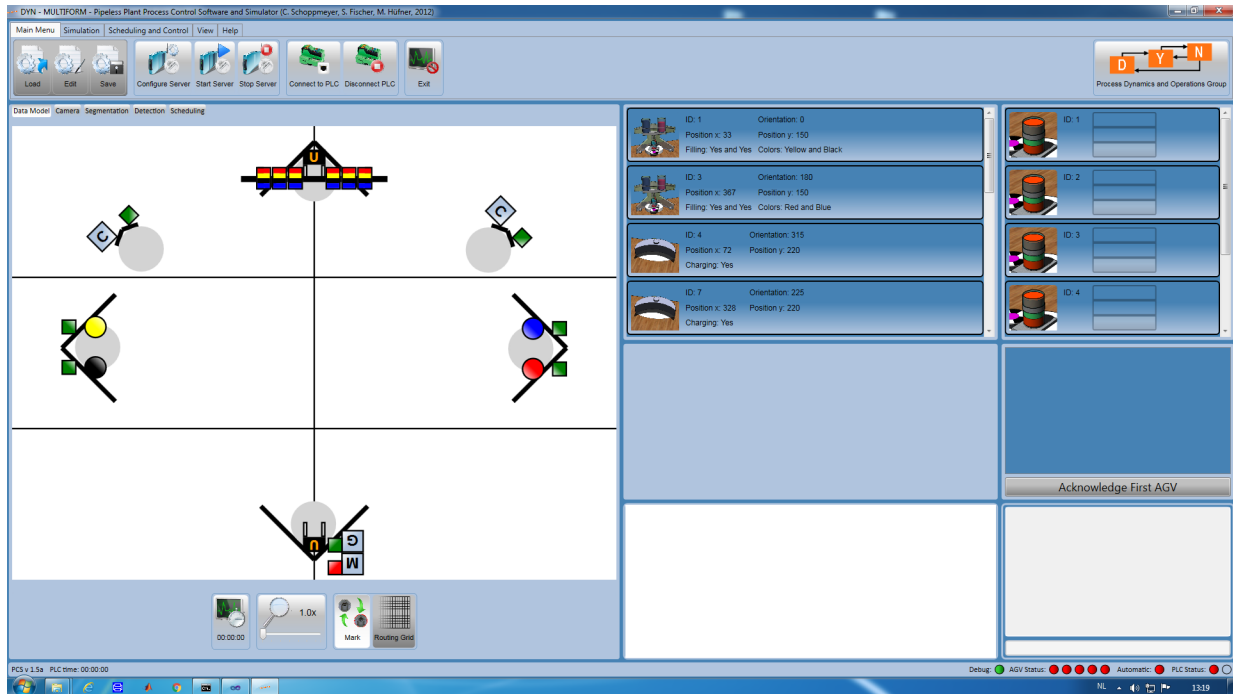 DYN - MULTIFORM - Pipeless Plant Process Control Software and Simulator (C. Schoppmeyer, S. Fischer, M. Hüfner, 2012)
Main Menu Simulation Scheduling and Control View Help
Load Edit Save Configure Server Start Server Stop Server Connect to PLC Disconnect PLC Exit
D Y N
Process Dynamics and Operations Group
Data Model Camera Segmentation Detection Scheduling
U
C
C
U
G
M
00:00:00
1.0x
Mark
Routing Grid
ID: 1 Orientation: 0
Position x: 33 Position y: 150
Filling: Yes and Yes Colors: Yellow and Black
ID: 3 Orientation: 180
Position x: 367 Position y: 150
Filling: Yes and Yes Colors: Red and Blue
ID: 4 Orientation: 315
Position x: 72 Position y: 220
Charging: Yes
ID: 7 Orientation: 225
Position x: 328 Position y: 220
Charging: Yes
ID: 1
ID: 2
ID: 3
ID: 4
Acknowledge First AGV
PCS v 1.5a PLC time: 00:00:00
Debug: AGV Status: Automatic: PLC Status:
NL 13:19